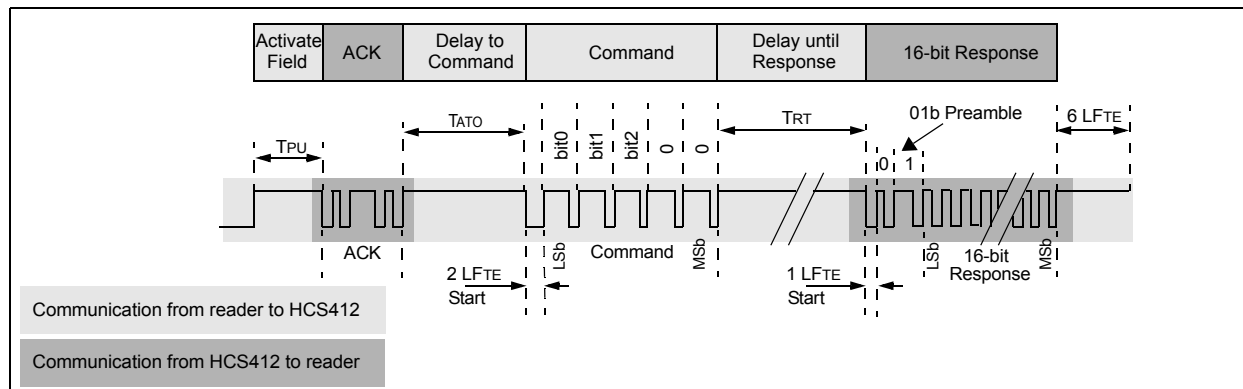 Activate
Field
ACK
Delay to
Command
Command
Delay until
Response
16-bit Response
TPU
TATO
bit0
bit1
bit2
0
0
TRT
01b Preamble
0
1
6 LFTE
ACK
LSb
Command
MSb
LSb
16-bit
Response
MSb
2 LFTE
Start
1 LFTE
Start
Communication from reader to HCS412
Communication from HCS412 to reader